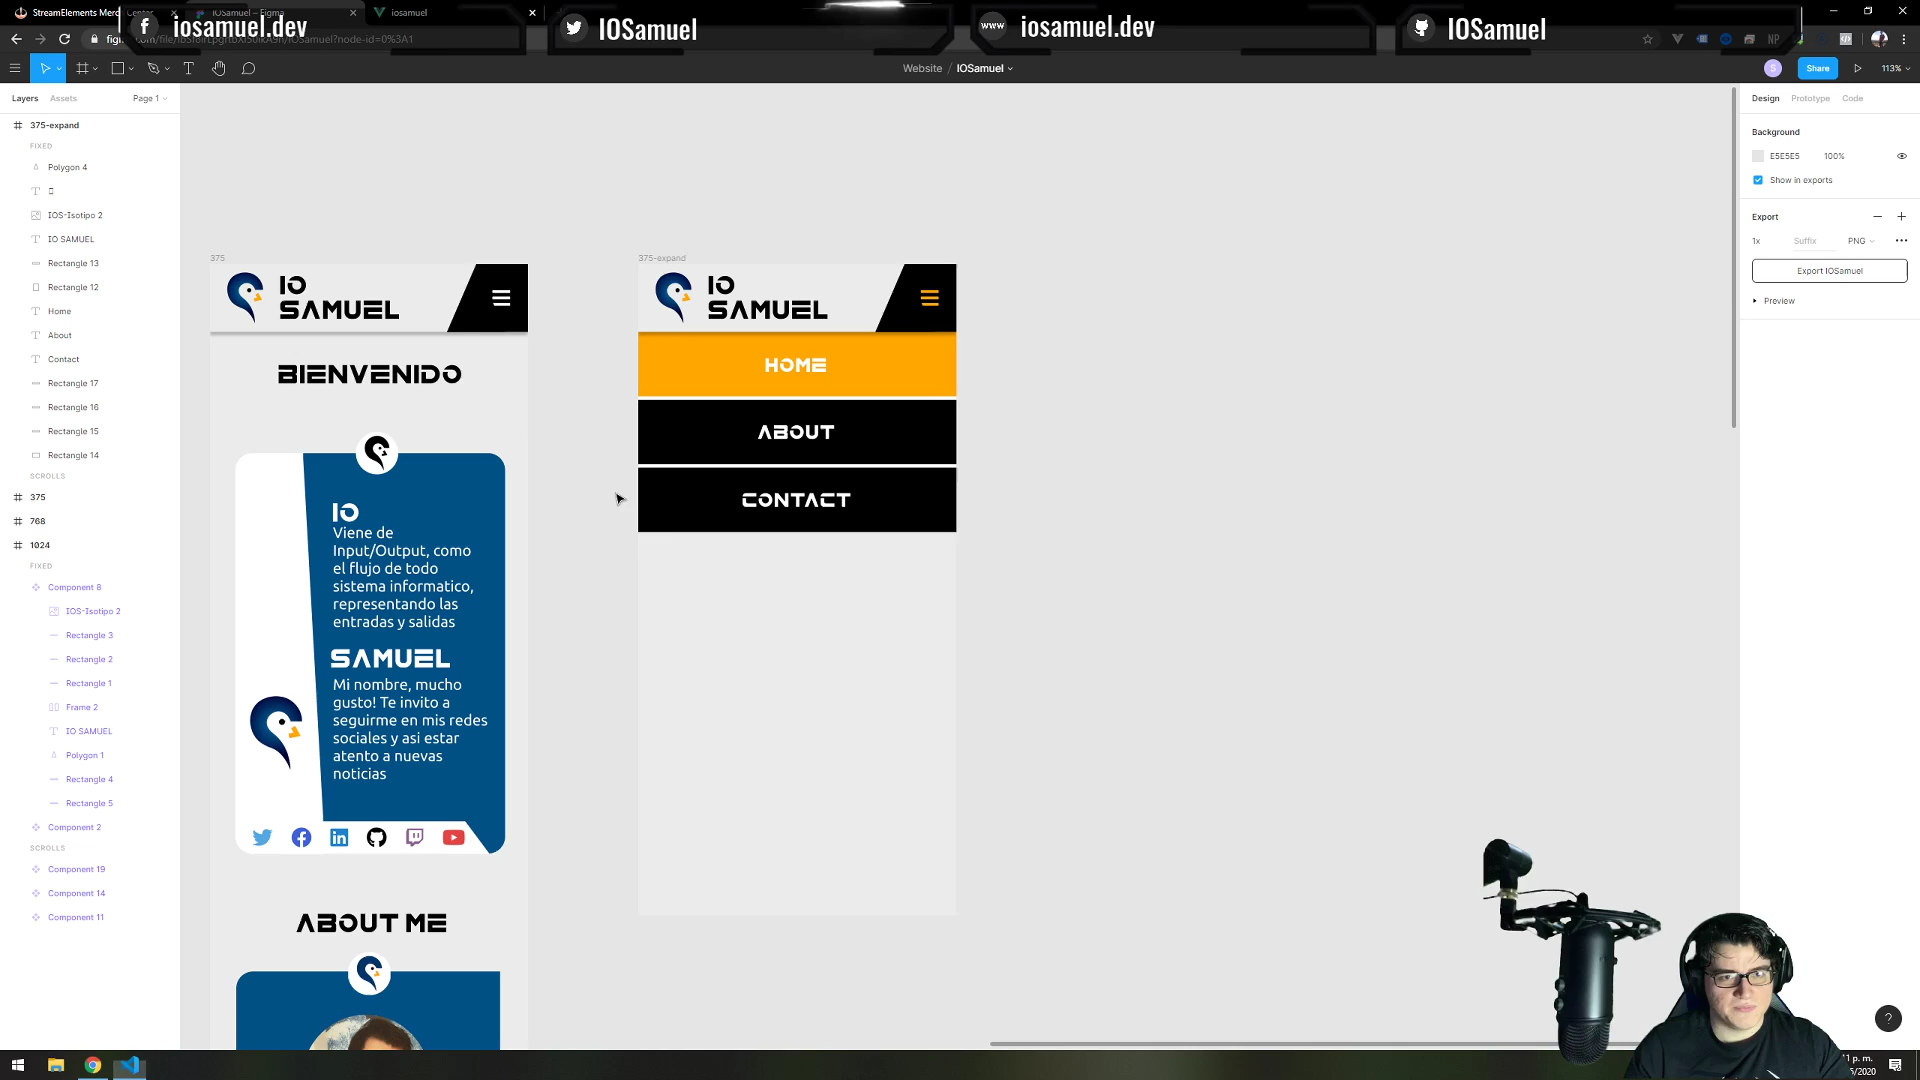 StreamElements Merch Center
IOSamuel – Figma
iosamuel
iosamuel.dev
IOSamuel
www
iosamuel.dev
IOSamuel
Website / IOSamuel
S
Share
113%
Layers
Assets
Page 1
Design
Prototype
Code
375-expand
FIXED
Polygon 4
IOS-Isotipo 2
IO SAMUEL
Rectangle 13
Rectangle 12
Home
About
Contact
Rectangle 17
Rectangle 16
Rectangle 15
Rectangle 14
SCROLLS
375
768
1024
FIXED
Component 8
IOS-Isotipo 2
Rectangle 3
Rectangle 2
Rectangle 1
Frame 2
IO SAMUEL
Polygon 1
Rectangle 4
Rectangle 5
Component 2
SCROLLS
Component 19
Component 14
Component 11
375
IO
SAMUEL
BIENVENIDO
IO
Viene de
Input/Output, como
el flujo de todo
sistema informatico,
representando las
entradas y salidas
SAMUEL
Mi nombre, mucho
gusto! Te invito a
seguirme en mis redes
sociales y asi estar
atento a nuevas
noticias
ABOUT ME
375-expand
IO
SAMUEL
HOME
ABOUT
CONTACT
Background
E5E5E5
100%
Show in exports
Export
1x
Suffix
PNG
Export IOSamuel
Preview
?